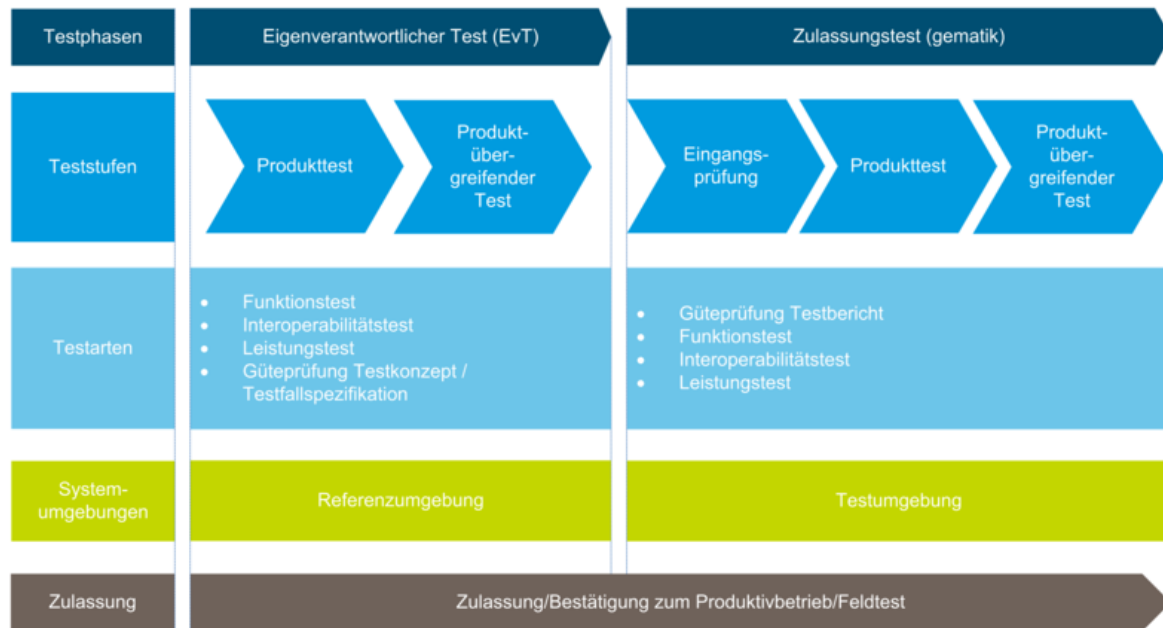 Testphasen
Eigenverantwortlicher Test (EvT)
Zulassungstest (gematik)
Teststufen
Produkttest
Produkt-
über-
greifender
Test
Eingangs-
prüfung
Produkttest
Produkt-
über-
greifender
Test
Testarten
• Funktionstest
• Interoperabilitätstest
• Leistungstest
• Güteprüfung Testkonzept /
Testfallspezifikation
• Güteprüfung Testbericht
• Funktionstest
• Interoperabilitätstest
• Leistungstest
System-
umgebungen
Referenzumgebung
Testumgebung
Zulassung
Zulassung/Bestätigung zum Produktivbetrieb/Feldtest